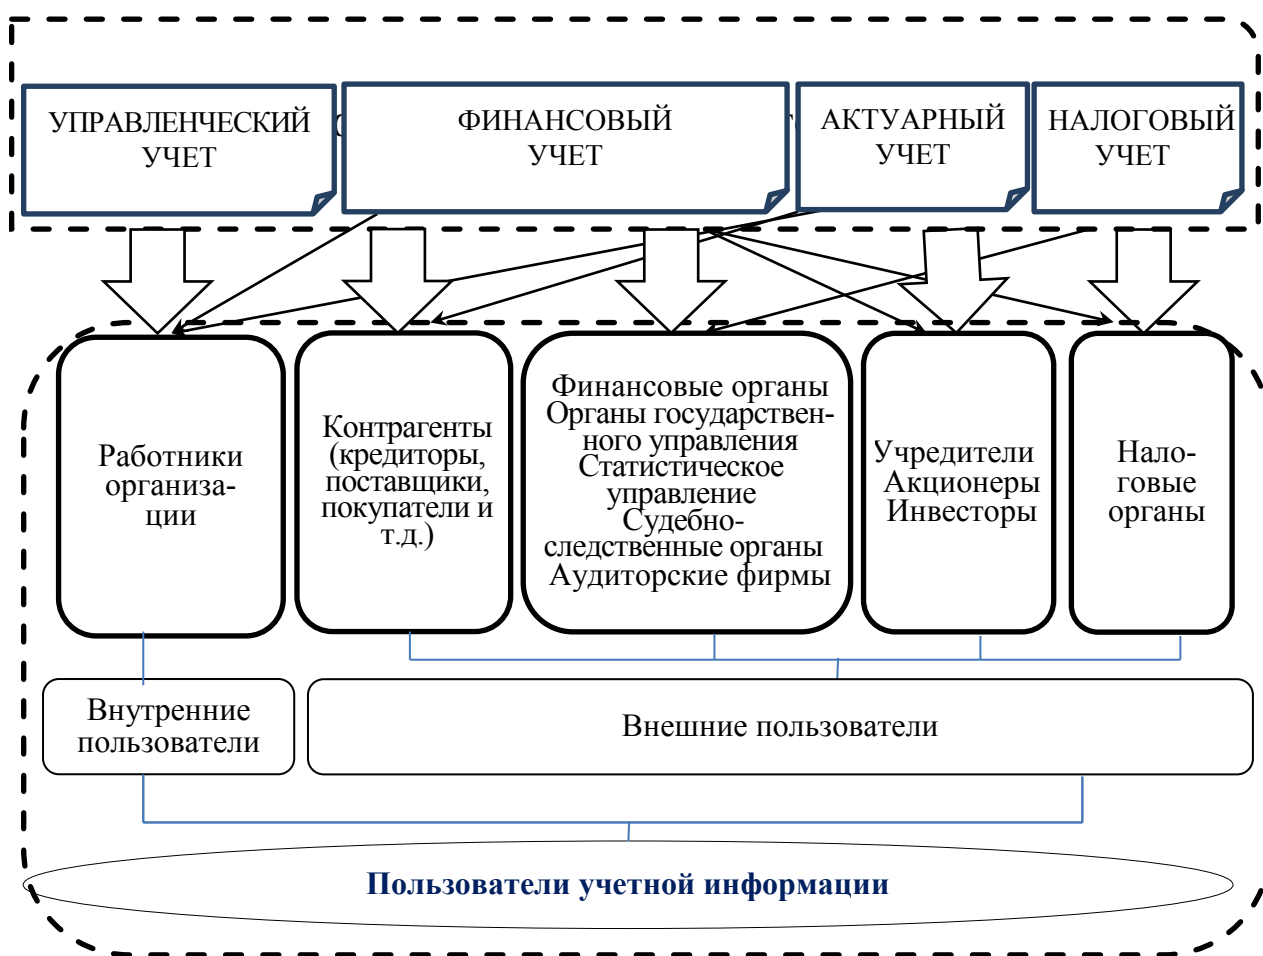 УПРАВЛЕНЧЕСКИЙ
УЧЕТ
ФИНАНСОВЫЙ
УЧЕТ
АКТУАРНЫЙ
УЧЕТ
НАЛОГОВЫЙ
УЧЕТ
Работники
организа-
ции
Контрагенты
(кредиторы,
поставщики,
покупатели и
т.д.)
Финансовые органы
Органы государствен-
ного управления
Статистическое
управление
Судебно-
следственные органы
Аудиторские фирмы
Учредители
Акционеры
Инвесторы
Нало-
говые
органы
Внутренние
пользователи
Внешние пользователи
Пользователи учетной информации